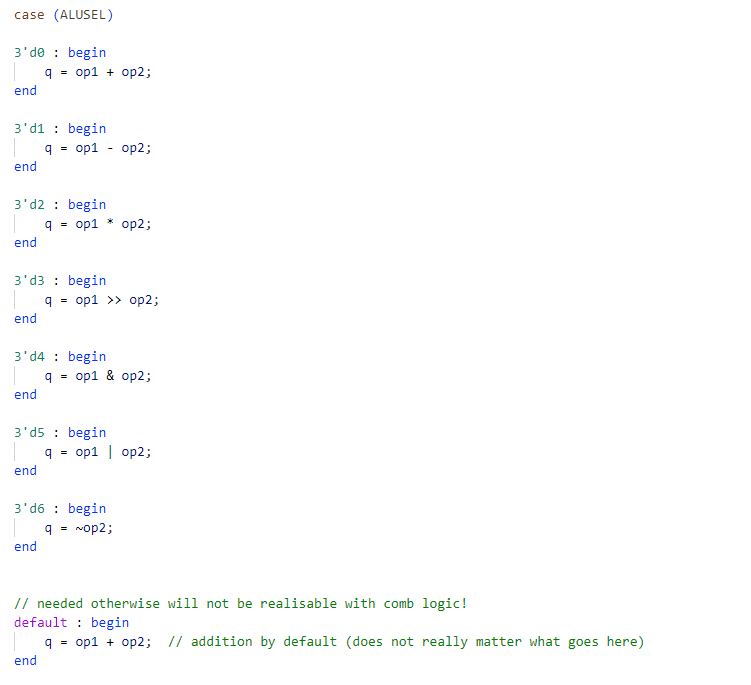 case (ALUSEL)
3'd0 : begin
q = op1 + op2;
end
3'd1 : begin
q = op1 - op2;
end
3'd2 : begin
q = op1 * op2;
end
3'd3 : begin
q = op1 >> op2;
end
3'd4 : begin
q = op1 & op2;
end
3'd5 : begin
q = op1 | op2;
end
3'd6 : begin
q = ~op2;
end
// needed otherwise will not be realisable with comb logic!
default : begin
q = op1 + op2;  // addition by default (does not really matter what goes here)
end